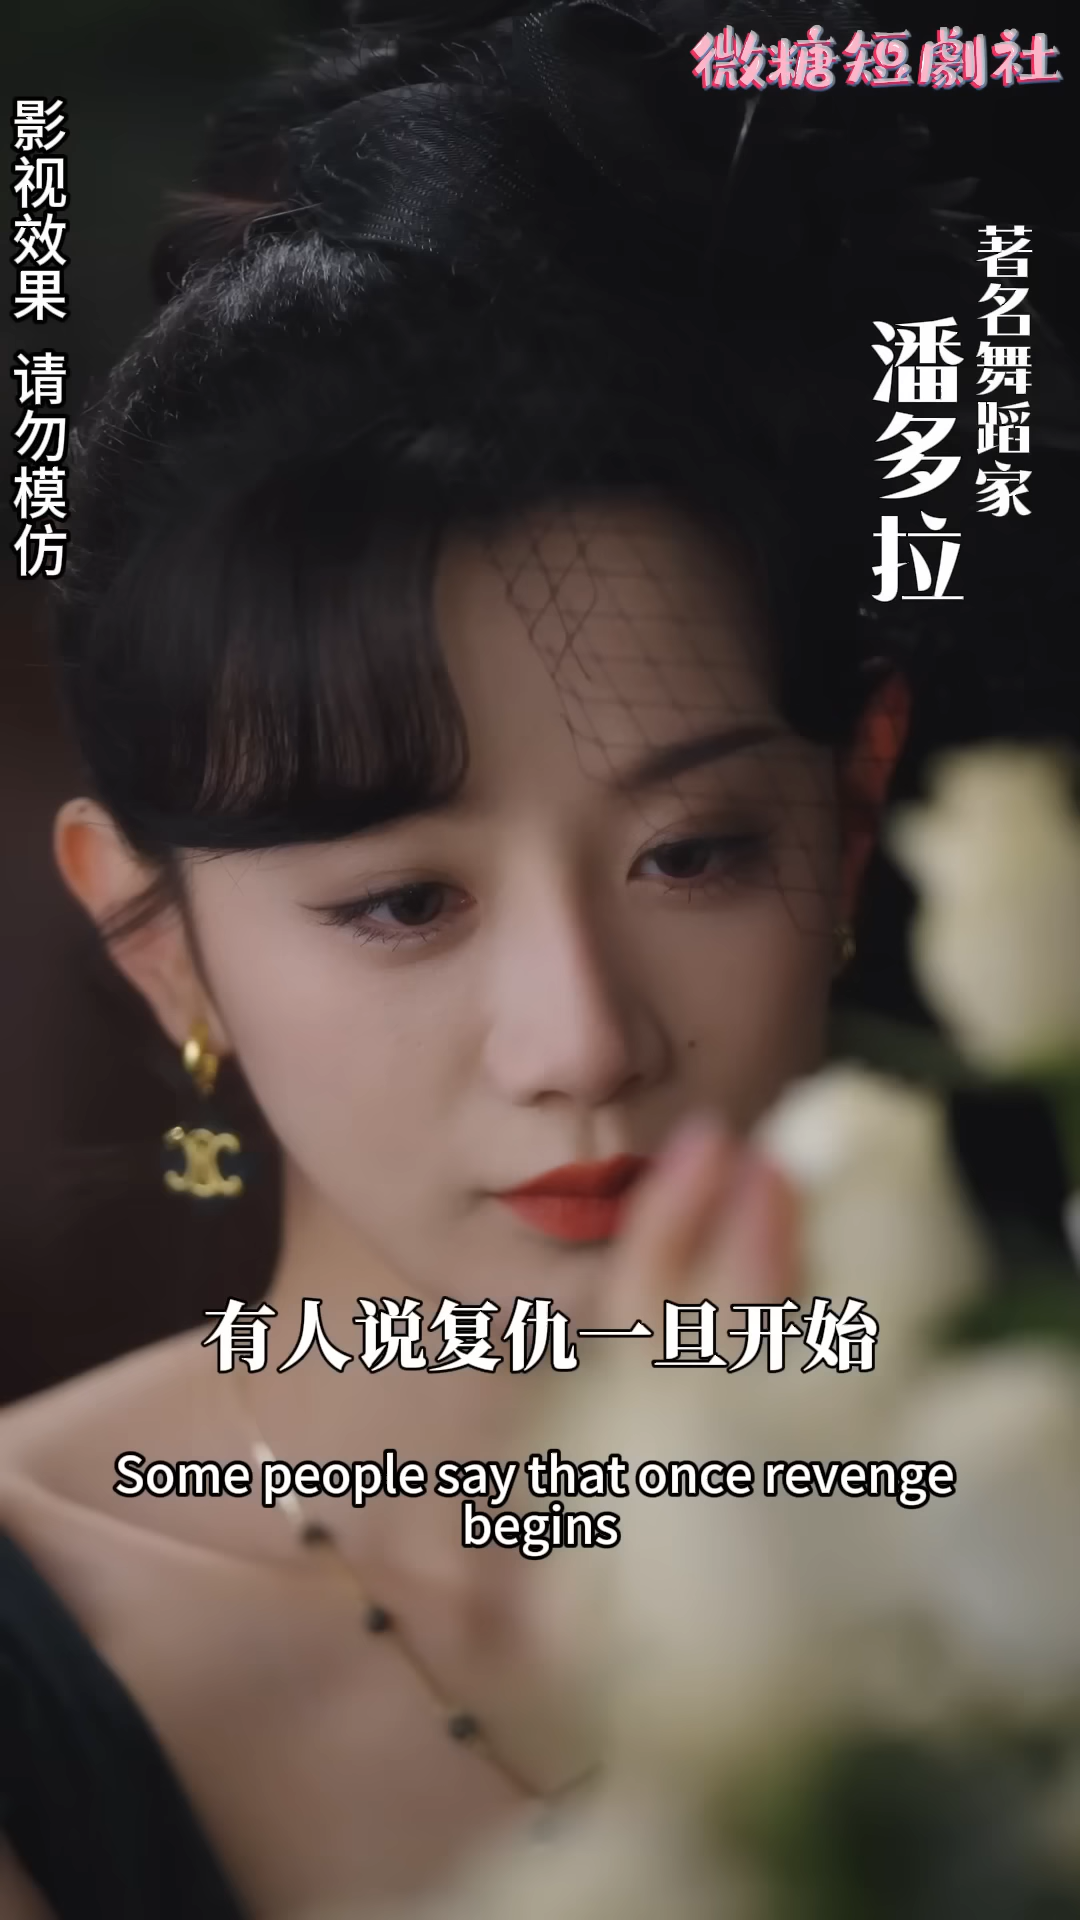 微糖短劇社
影视效果 请勿模仿
著名舞蹈家
潘多拉
有人说复仇一旦开始
Some people say that once revenge
begins